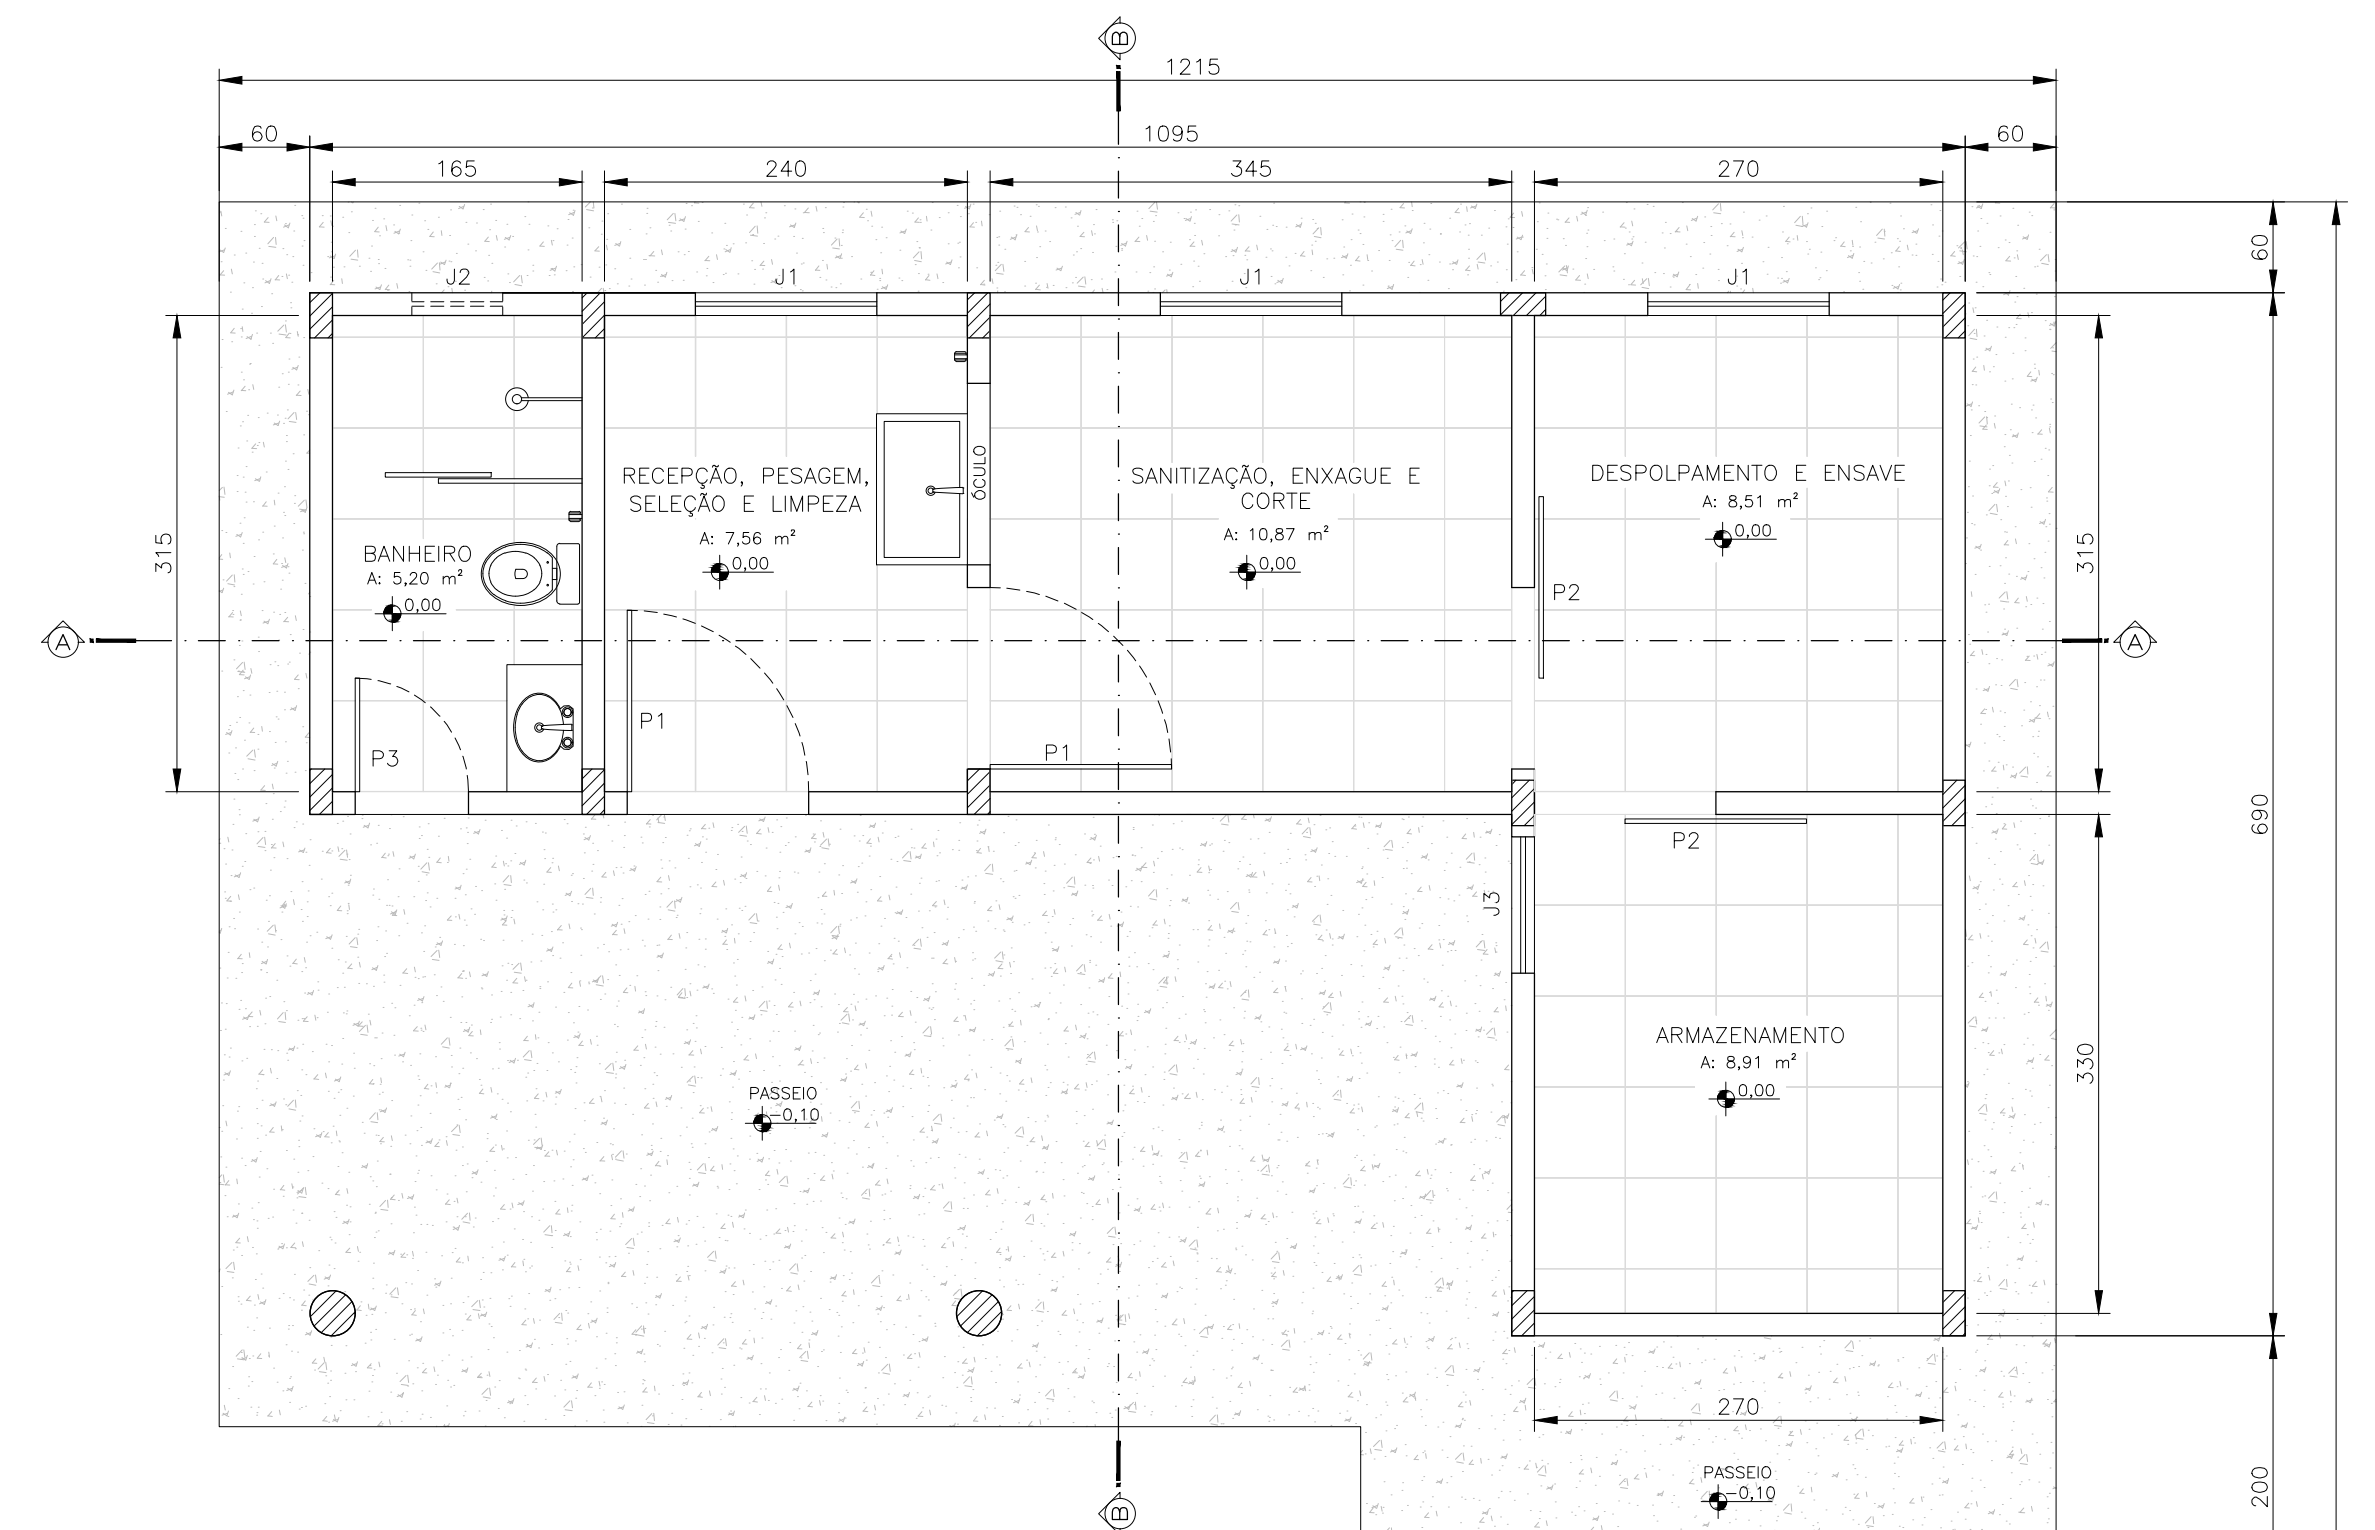 B
1215
60
1095
60
165
240
345
270
60
J2
J1
J1
J1
315
RECEPÇÃO, PESAGEM,
SELEÇÃO E LIMPEZA
A: 7,56 m²
0,00
ÓCULO
SANITIZAÇÃO, ENXAGUE E
CORTE
A: 10,87 m²
0,00
DESPOLPAMENTO E ENSAVE
A: 8,51 m²
0,00
315
BANHEIRO
A: 5,20 m²
0,00
P2
A
A
P3
P1
P1
P2
690
J3
ARMAZENAMENTO
A: 8,91 m²
0,00
330
PASSEIO
-0,10
270
PASSEIO
-0,10
200
B